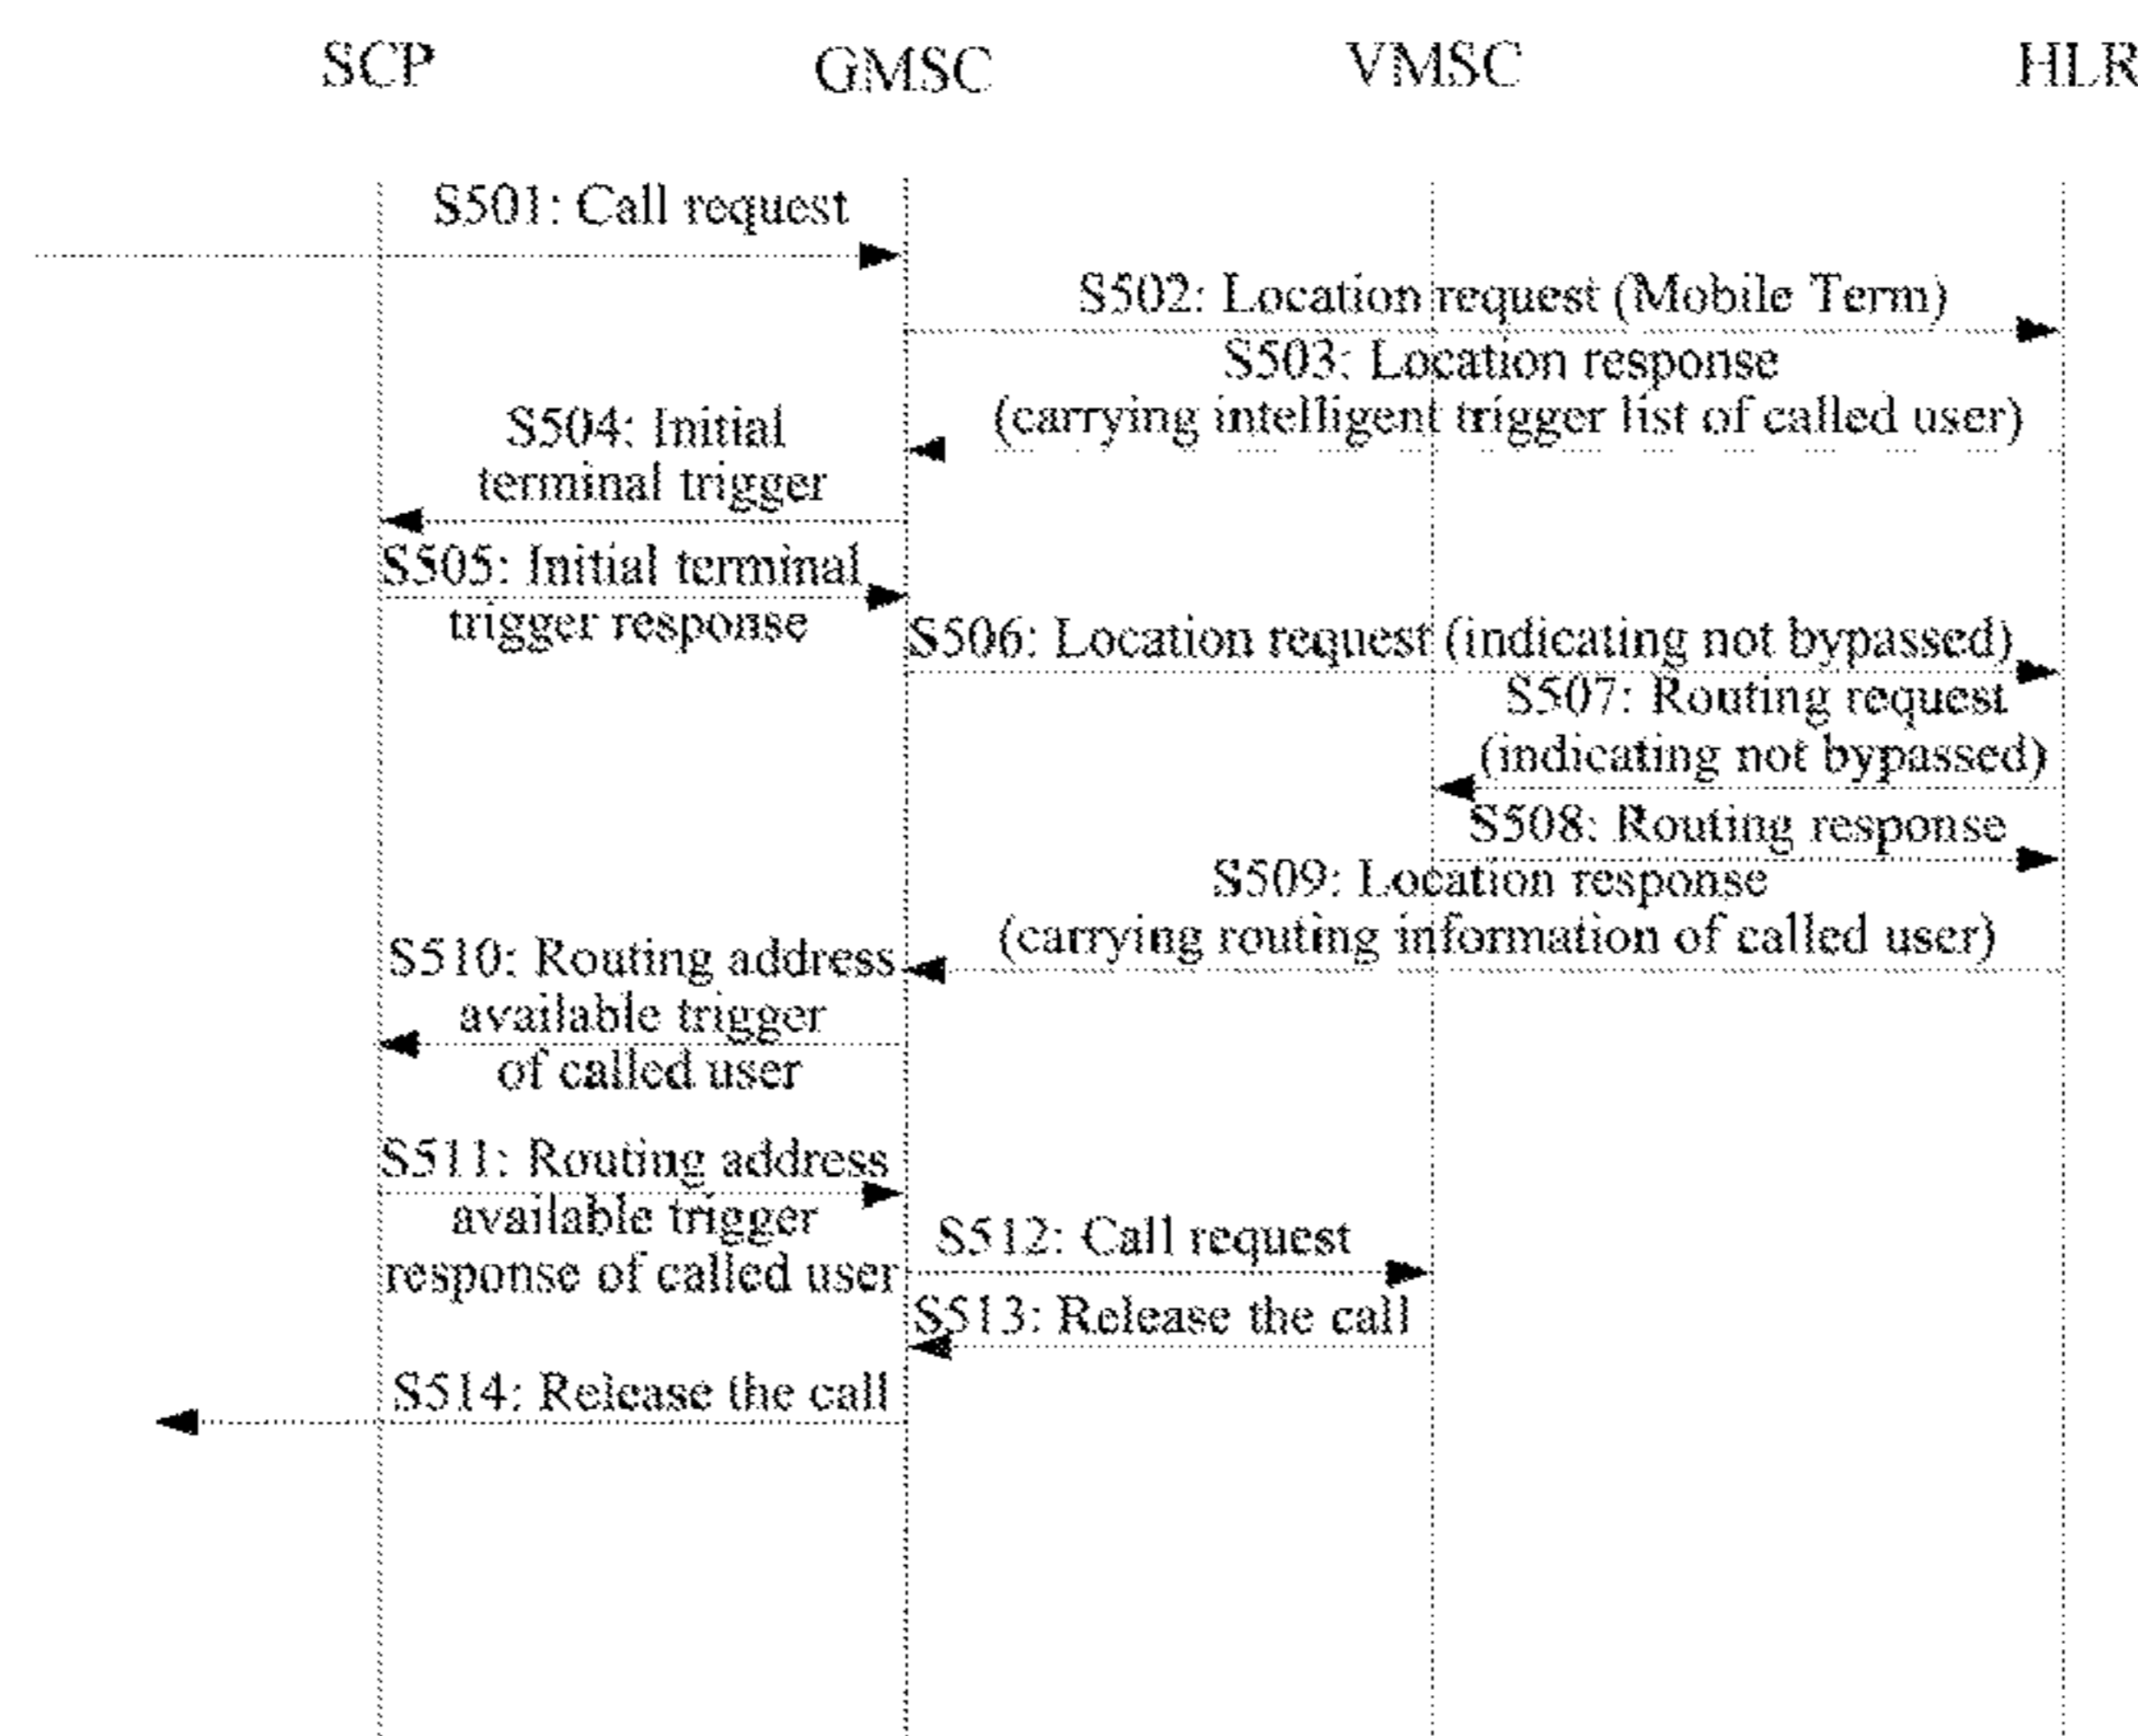 SCP
GMSC
VMSC
HLR
S501: Call request
S502: Location request (Mobile Term)
S503: Location response
(carrying intelligent trigger list of called user)
S504: Initial
terminal trigger
S505: Initial terminal
trigger response
S506: Location request (indicating not bypassed)
S507: Routing request
(indicating not bypassed)
S508: Routing response
S509: Location response
(carrying routing information of called user)
S510: Routing address
available trigger
of called user
S511: Routing address
available trigger
response of called user
S512: Call request
S513: Release the call
S514: Release the call